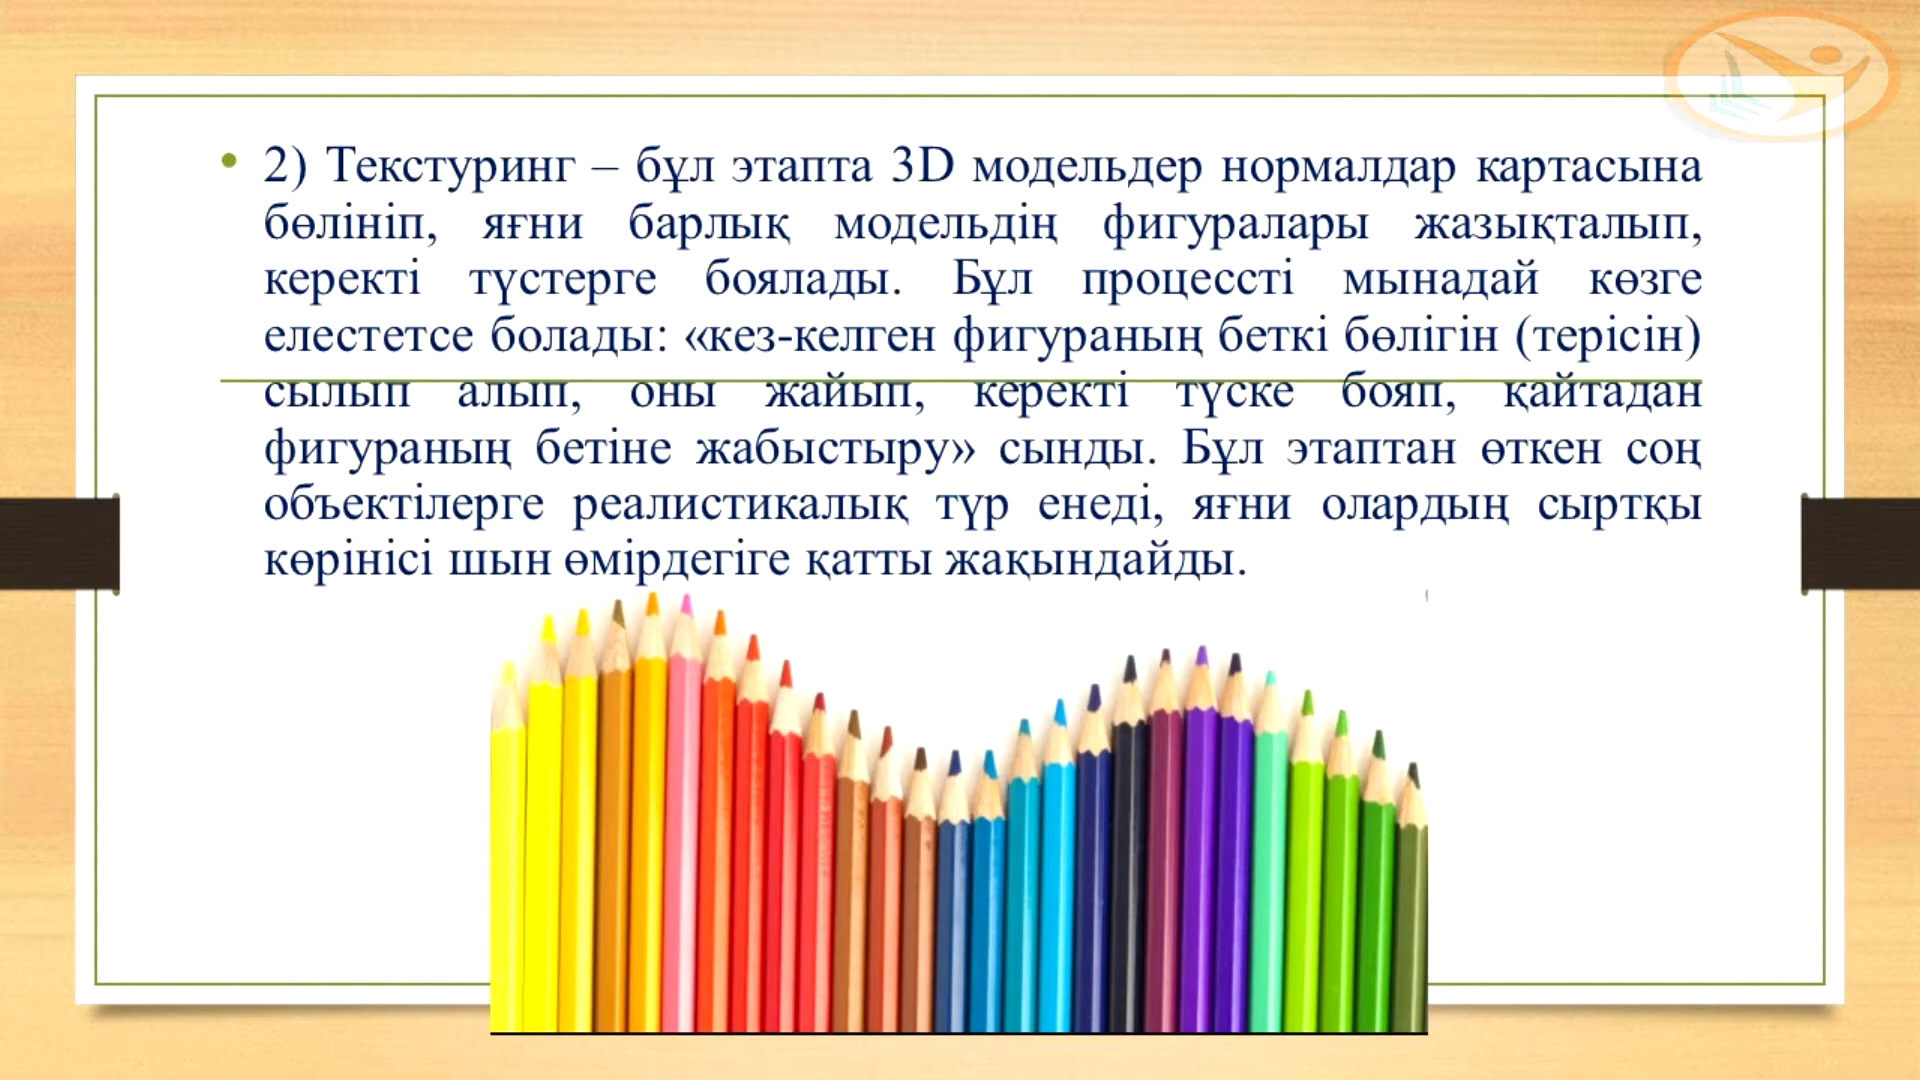 • 2) Текстуринг – бұл этапта 3D модельдер нормалдар картасына
бөлініп, яғни барлық модельдің фигуралары жазықталып,
керекті түстерге боялады. Бұл процессті мынадай көзге
елестетсе болады: «кез-келген фигураның беткі бөлігін (терісін)
сылып алып, оны жайып, керекті түске бояп, қайтадан
фигураның бетіне жабыстыру» сынды. Бұл этаптан өткен соң
объектілерге реалистикалық түр енеді, яғни олардың сыртқы
көрінісі шын өмірдегіге қатты жақындайды.